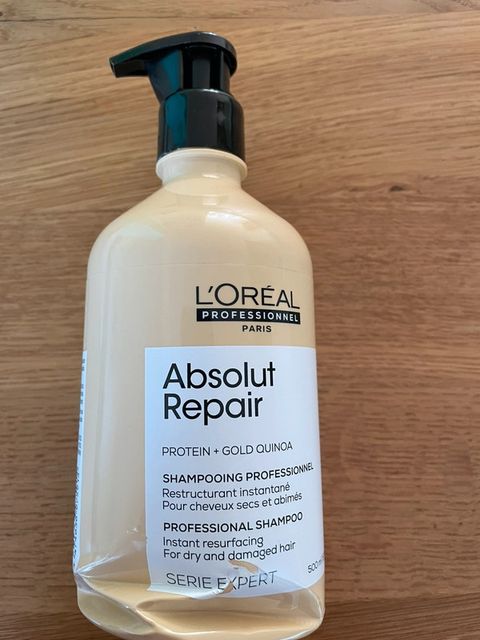 L'ORÉAL
PROFESSIONNEL
PARIS
Absolut
Repair
PROTEIN + GOLD QUINOA
SHAMPOOING PROFESSIONNEL
Restructurant instantané
Pour cheveux secs et abîmés
PROFESSIONAL SHAMPOO
Instant resurfacing
For dry and damaged hair
SERIE EXPERT